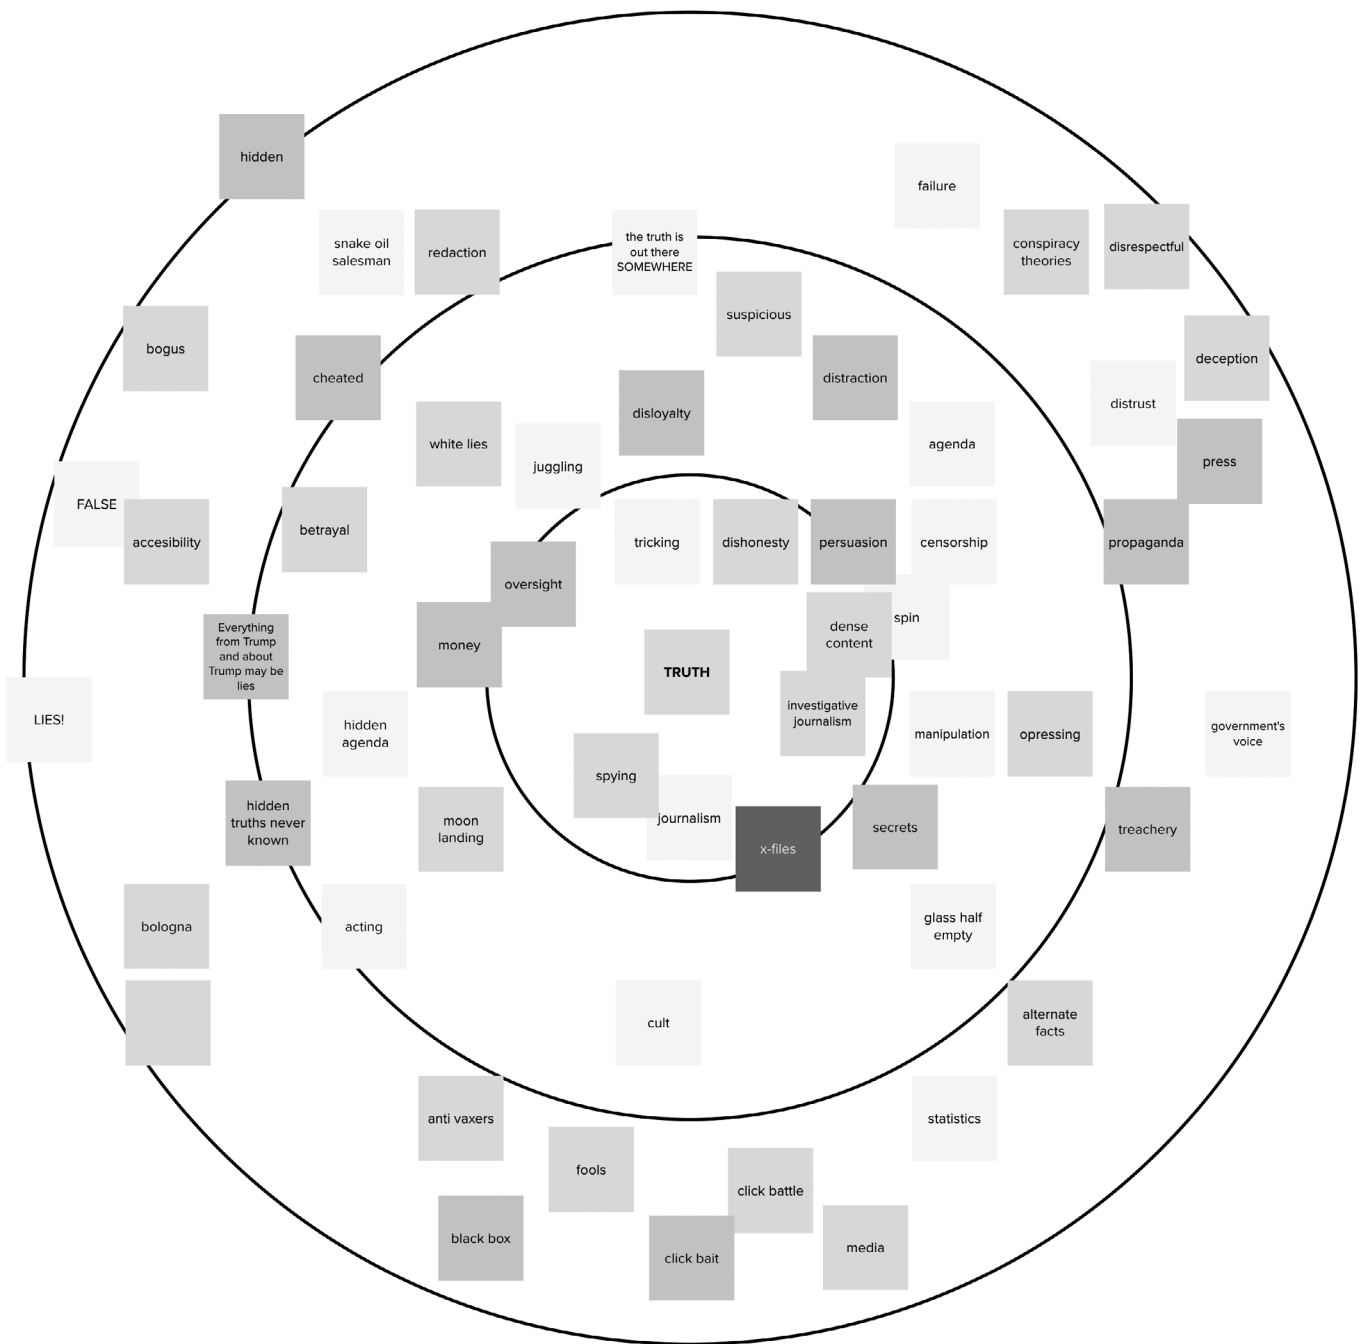 hidden
failure
snake oil
salesman
redaction
the truth is
out there
SOMEWHERE
conspiracy
theories
disrespectful
suspicious
bogus
deception
cheated
distraction
distrust
disloyalty
white lies
agenda
juggling
press
FALSE
accesibility
betrayal
tricking
dishonesty
persuasion
censorship
propaganda
oversight
spin
dense
content
money
Everything
from Trump
and about
Trump may be
lies
TRUTH
investigative
journalism
LIES!
hidden
agenda
manipulation
opressing
government's
voice
spying
hidden
truths never
known
moon
landing
journalism
x-files
secrets
treachery
bologna
acting
glass half
empty
cult
alternate
facts
anti vaxers
statistics
fools
click battle
black box
click bait
media